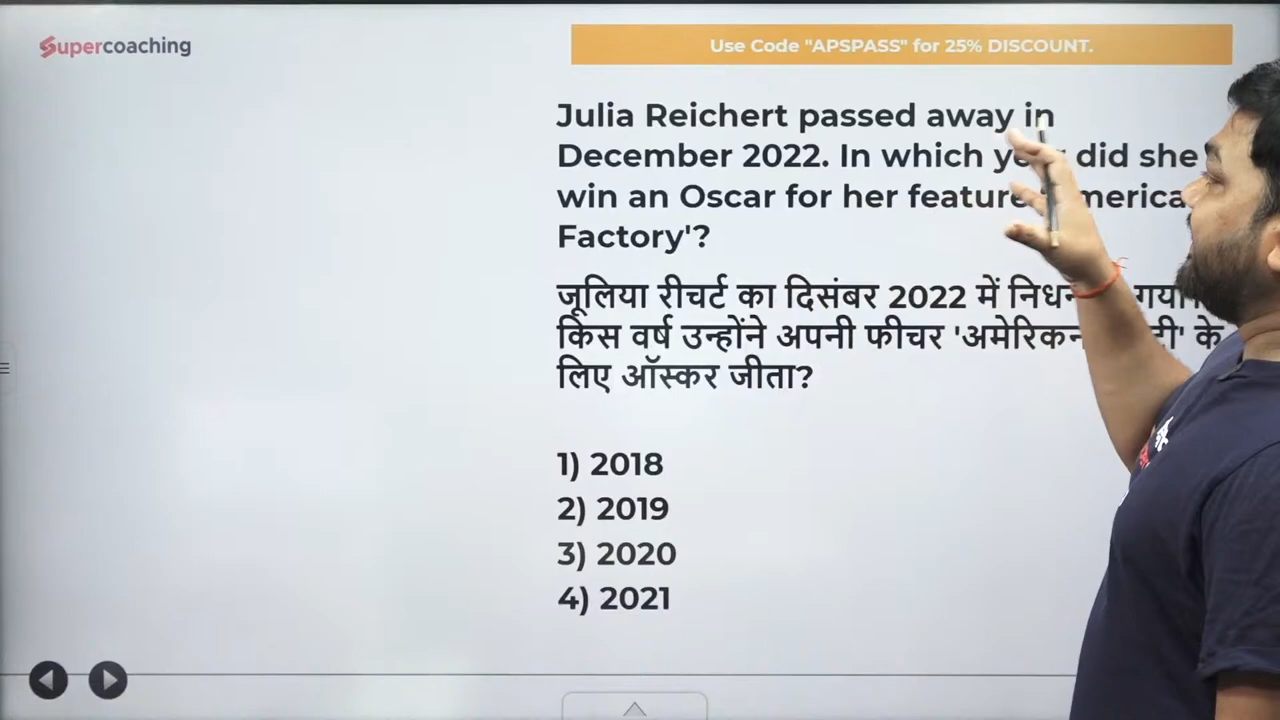 Supercoaching
Use Code "APSPASS" for 25% DISCOUNT.
Julia Reichert passed away in
December 2022. In which did she
win an Oscar for her feature
Factory'?
जूलिया रीचर्ट का दिसंबर 2022 में
किस वर्ष उन्होंने अपनी फीचर 'अमेरिकन के
लिए ऑस्कर जीता?
1) 2018
2) 2019
3) 2020
4) 2021